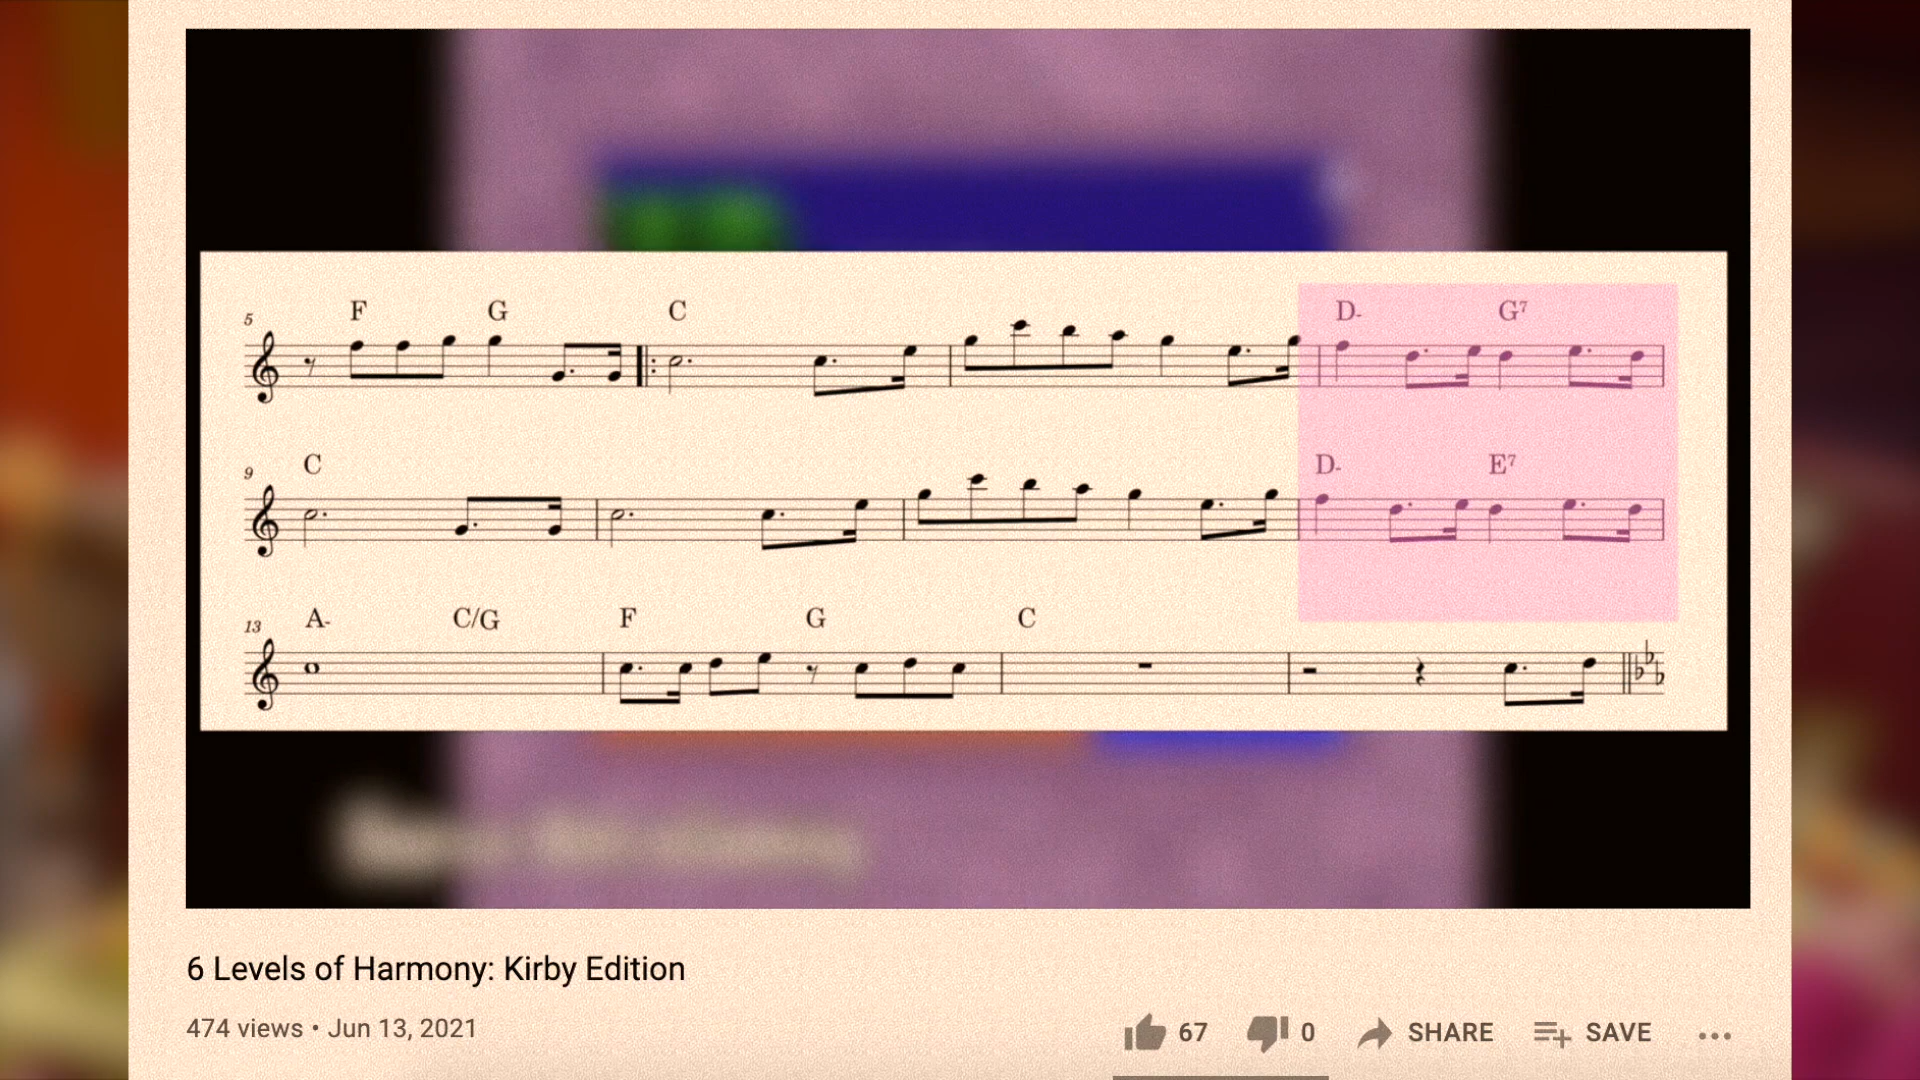 5 F G C D- G7
9 C D- E7
13 A- C/G F G C
6 Levels of Harmony: Kirby Edition
474 views • Jun 13, 2021
67 0 SHARE SAVE